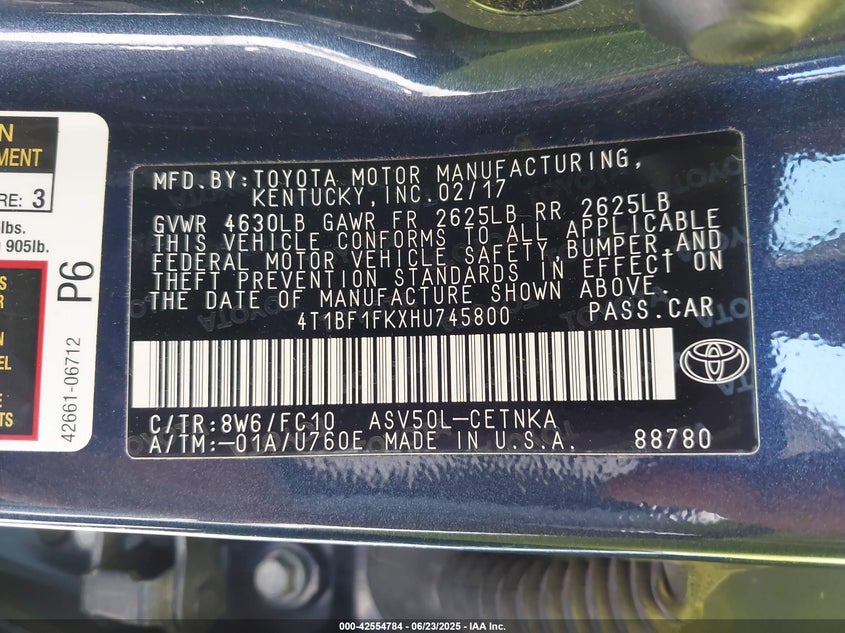 N
MENT
RE: 3
lbs.
905lb.
R
EL
TS
42661-06712
P6
MFD.BY:TOYOTA MOTOR MANUFACTURING,
KENTUCKY,INC.02/17
GVWR 4630LB GAWR FR 2625LB RR 2625LB
THIS VEHICLE CONFORMS TO ALL APPLICABLE
FEDERAL MOTOR VEHICLE SAFETY,BUMPER,AND
THEFT PREVENTION STANDARDS IN EFFECT ON
THE DATE OF MANUFACTURE SHOWN ABOVE.
4T1BF1FKXHU745800 PASS.CAR
C/TR:8W6/FC10 ASV50L-CETNKA
A/TM:-01A/U760E MADE IN U.S.A. 88780
000-42554784 - 06/23/2025 - IAA Inc.